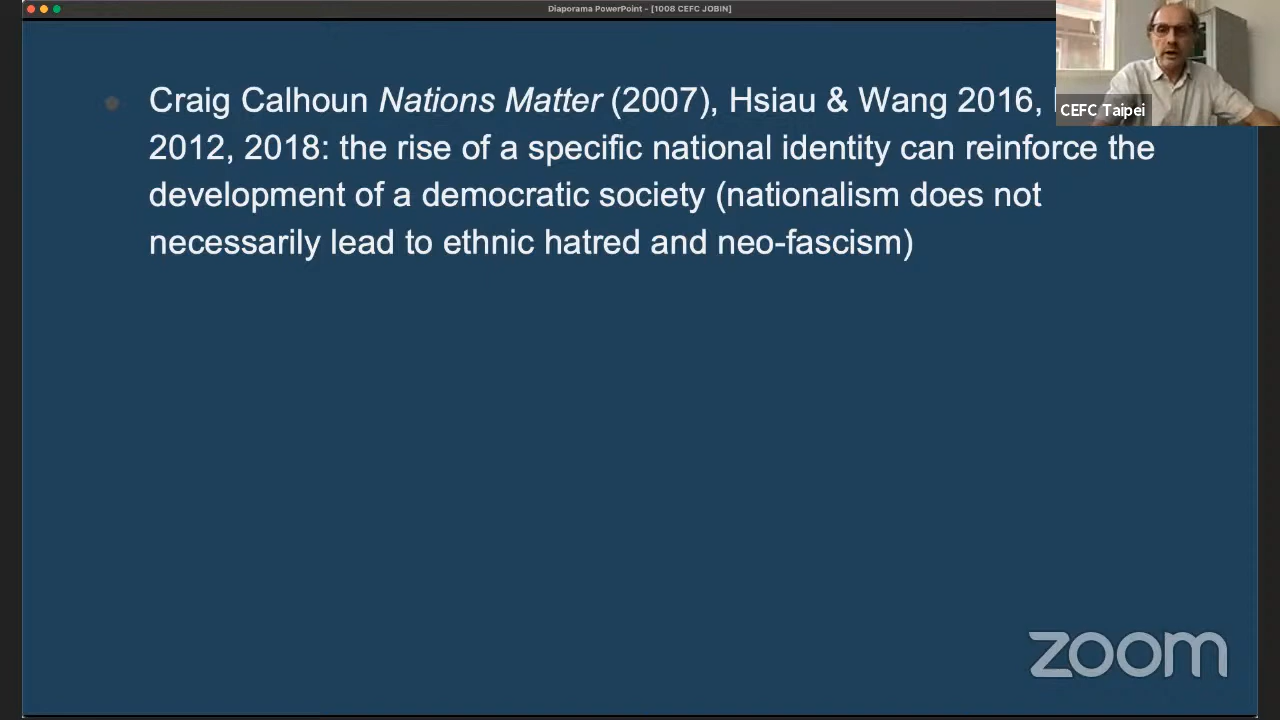 Diaporama PowerPoint - [1008 CEFC JOBIN]
Craig Calhoun Nations Matter (2007), Hsiau & Wang 2016,
2012, 2018: the rise of a specific national identity can reinforce the
development of a democratic society (nationalism does not
necessarily lead to ethnic hatred and neo-fascism)
CEFC Taipei
zoom